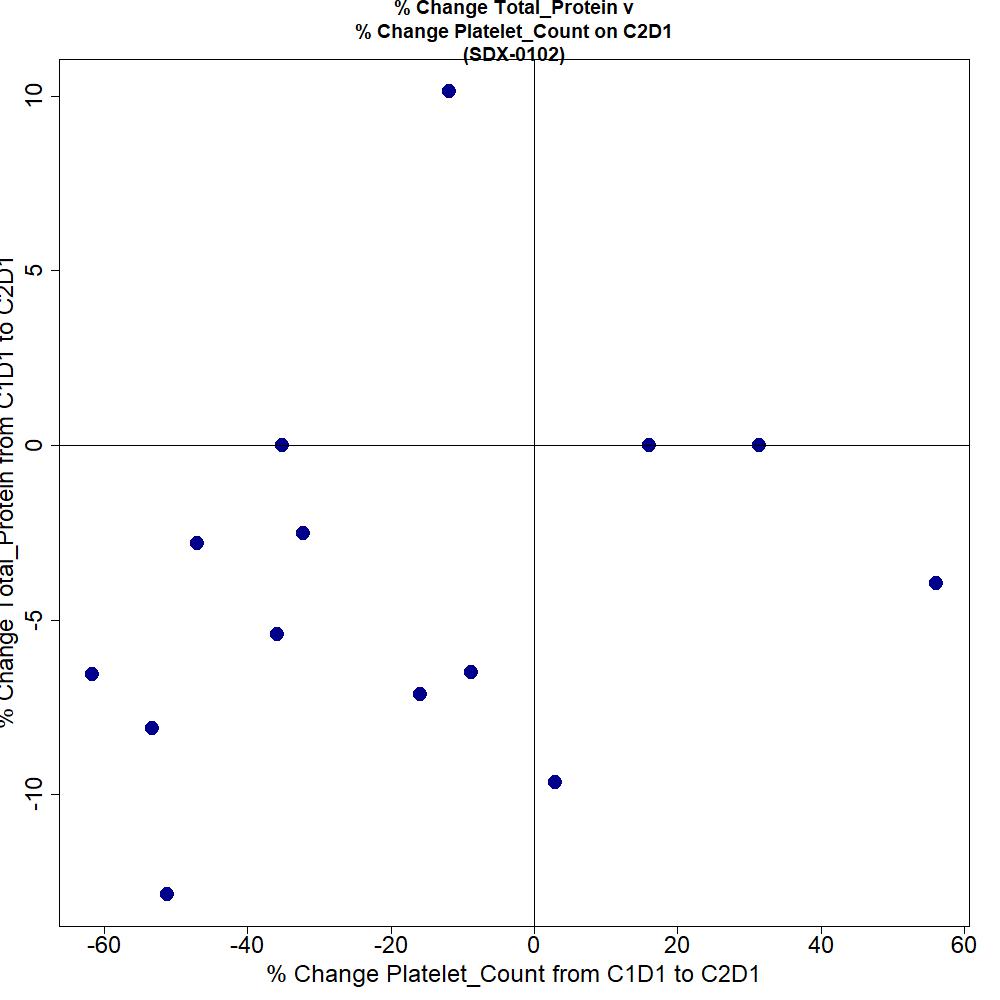 % Change Total_Protein v
% Change Platelet_Count on C2D1
(SDX-0102)
% Change Total_Protein from C1D1 to C2D1
10
5
0
-5
-10
-60 -40 -20 0 20 40 60
% Change Platelet_Count from C1D1 to C2D1